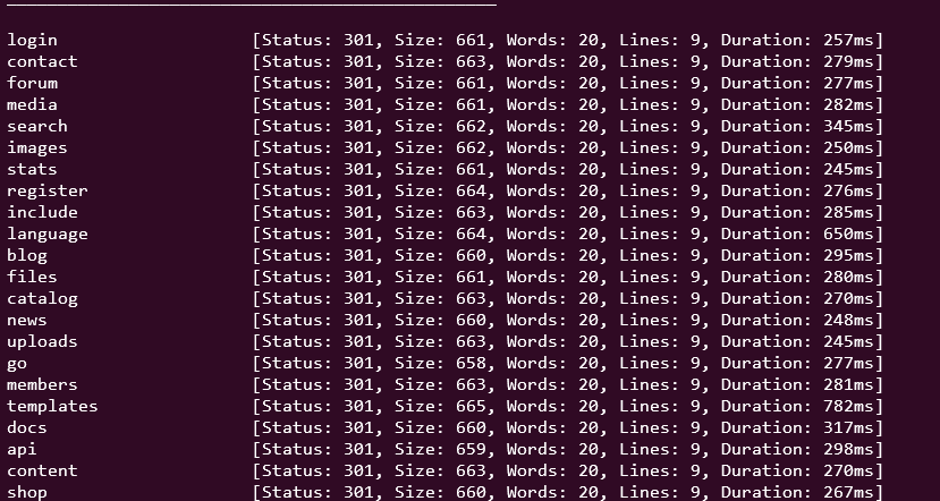 login [Status: 301, Size: 661, Words: 20, Lines: 9, Duration: 257ms]
contact [Status: 301, Size: 663, Words: 20, Lines: 9, Duration: 279ms]
forum [Status: 301, Size: 661, Words: 20, Lines: 9, Duration: 277ms]
media [Status: 301, Size: 661, Words: 20, Lines: 9, Duration: 282ms]
search [Status: 301, Size: 662, Words: 20, Lines: 9, Duration: 345ms]
images [Status: 301, Size: 662, Words: 20, Lines: 9, Duration: 250ms]
stats [Status: 301, Size: 661, Words: 20, Lines: 9, Duration: 245ms]
register [Status: 301, Size: 664, Words: 20, Lines: 9, Duration: 276ms]
include [Status: 301, Size: 663, Words: 20, Lines: 9, Duration: 285ms]
language [Status: 301, Size: 664, Words: 20, Lines: 9, Duration: 650ms]
blog [Status: 301, Size: 660, Words: 20, Lines: 9, Duration: 295ms]
files [Status: 301, Size: 661, Words: 20, Lines: 9, Duration: 280ms]
catalog [Status: 301, Size: 663, Words: 20, Lines: 9, Duration: 270ms]
news [Status: 301, Size: 660, Words: 20, Lines: 9, Duration: 248ms]
uploads [Status: 301, Size: 663, Words: 20, Lines: 9, Duration: 245ms]
go [Status: 301, Size: 658, Words: 20, Lines: 9, Duration: 277ms]
members [Status: 301, Size: 663, Words: 20, Lines: 9, Duration: 281ms]
templates [Status: 301, Size: 665, Words: 20, Lines: 9, Duration: 782ms]
docs [Status: 301, Size: 660, Words: 20, Lines: 9, Duration: 317ms]
api [Status: 301, Size: 659, Words: 20, Lines: 9, Duration: 298ms]
content [Status: 301, Size: 663, Words: 20, Lines: 9, Duration: 270ms]
shop [Status: 301, Size: 660, Words: 20, Lines: 9, Duration: 267ms]